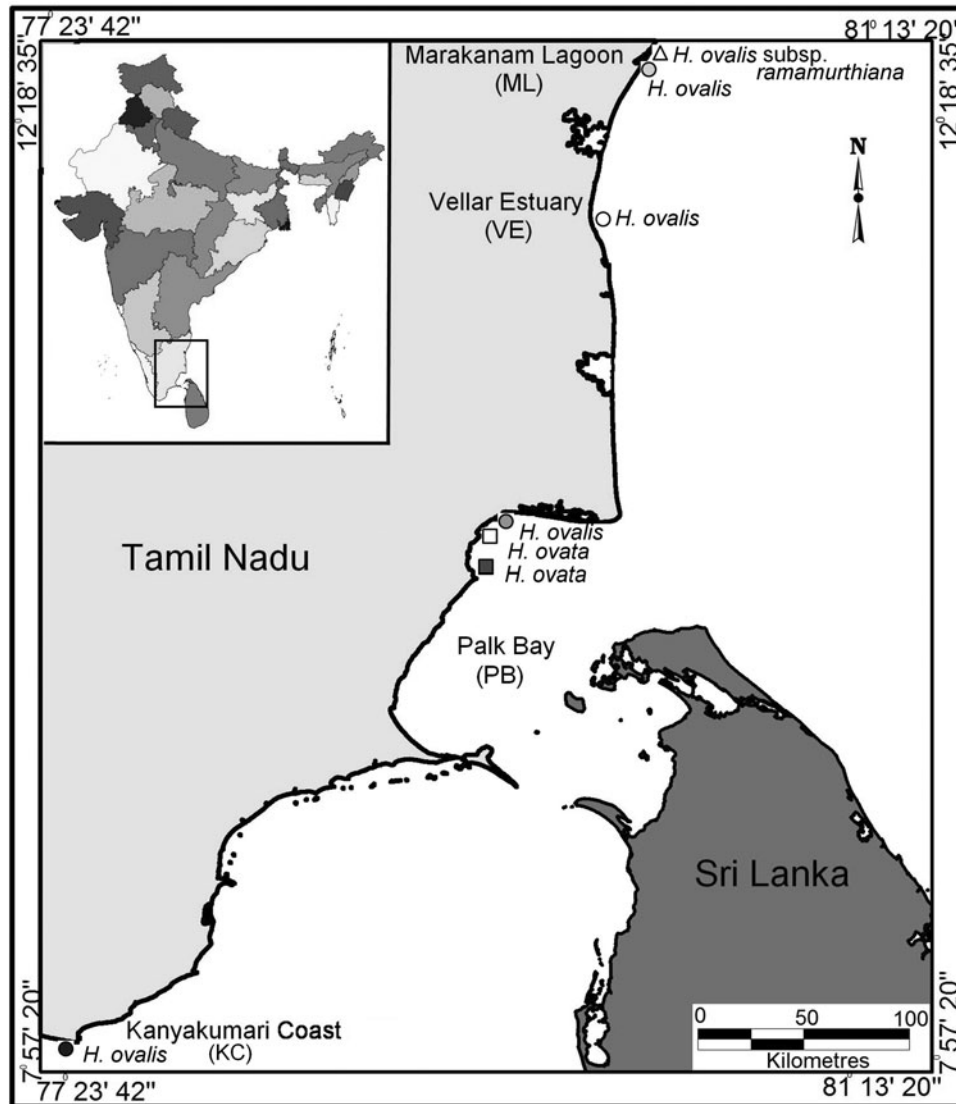 77 23' 42"
81° 13' 20"
12° 18' 35"
12° 18' 35"
Marakanam Lagoon
(ML)
H. ovalis subsp.
ramamurthiana
H. ovalis
N
Vellar Estuary
(VE)
H. ovalis
Tamil Nadu
H. ovalis
H. ovata
H. ovata
Palk Bay
(PB)
Sri Lanka
Kanyakumari Coast
(KC)
H. ovalis
0 50 100
Kilometres
7° 57' 20"
7° 57' 20"
77° 23' 42"
81° 13' 20"